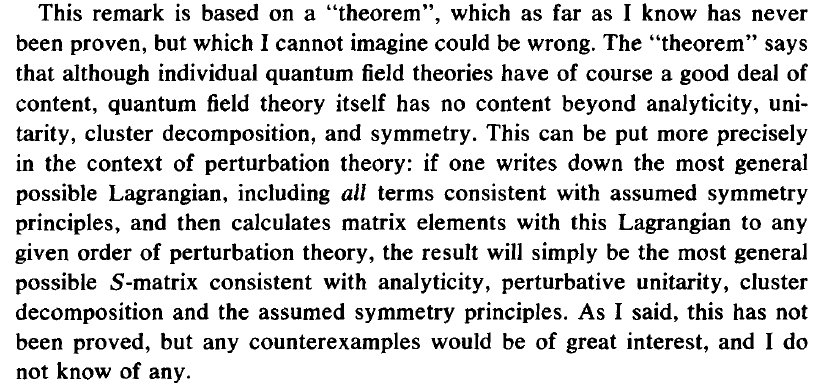 This remark is based on a “theorem”, which as far as I know has never
been proven, but which I cannot imagine could be wrong. The “theorem” says
that although individual quantum field theories have of course a good deal of
content, quantum field theory itself has no content beyond analyticity, uni-
tarity, cluster decomposition, and symmetry. This can be put more precisely
in the context of perturbation theory: if one writes down the most general
possible Lagrangian, including all terms consistent with assumed symmetry
principles, and then calculates matrix elements with this Lagrangian to any
given order of perturbation theory, the result will simply be the most general
possible S-matrix consistent with analyticity, perturbative unitarity, cluster
decomposition and the assumed symmetry principles. As I said, this has not
been proved, but any counterexamples would be of great interest, and I do
not know of any.